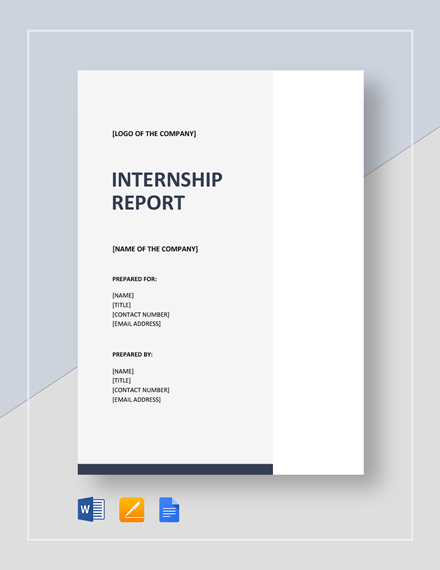 [LOGO OF THE COMPANY]
INTERNSHIP
REPORT
[NAME OF THE COMPANY]
PREPARED FOR:
[NAME]
[TITLE]
[CONTACT NUMBER]
[EMAIL ADDRESS]
PREPARED BY:
[NAME]
[TITLE]
[CONTACT NUMBER]
[EMAIL ADDRESS]
W